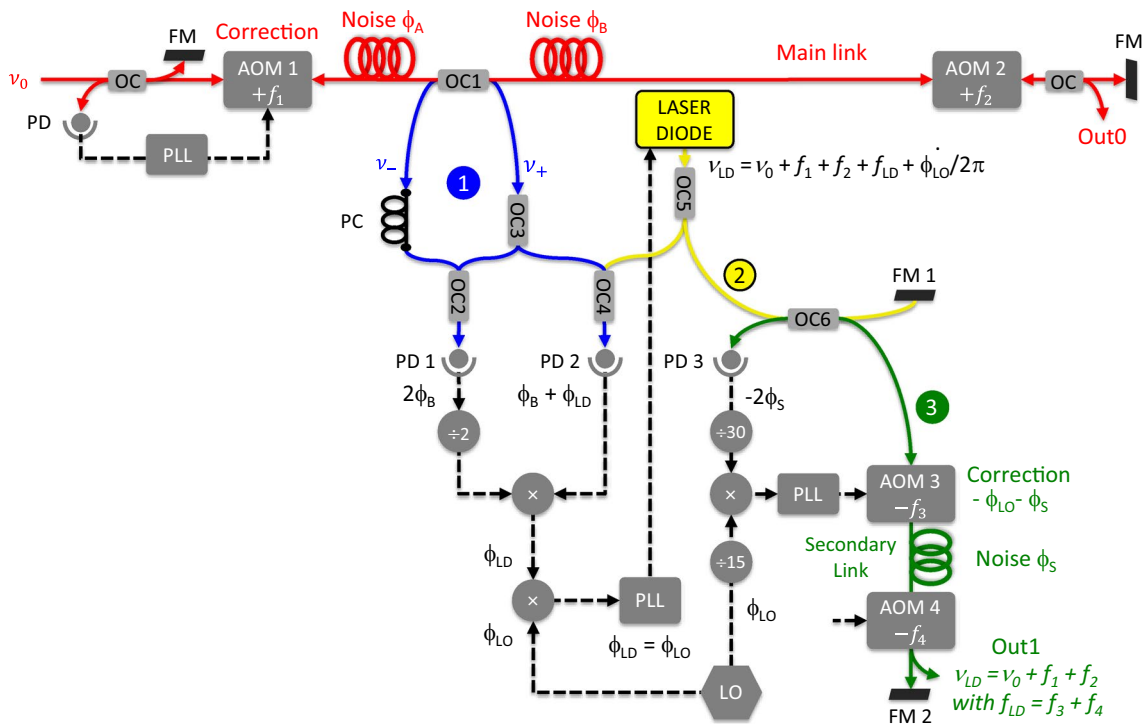 Noise ϕA
Noise ϕB
Correction
FM
FM
ν0
OC
AOM 1
+f1
OC1
Main link
AOM 2
+f2
OC
PD
PLL
Out0
LASER
DIODE
νLD = ν0 + f1 + f2 + fLD + ϕ̇LO/2π
ν−
1
ν+
OC5
PC
OC3
2
FM 1
OC2
OC4
OC6
PD 1
PD 2
PD 3
2ϕB
ϕB + ϕLD
-2ϕS
3
÷2
÷30
×
×
PLL
AOM 3
−f3
Correction
- ϕLO- ϕS
ϕLD
÷15
Secondary
Link
Noise ϕS
×
PLL
ϕLO
AOM 4
−f4
ϕLO
ϕLD = ϕLO
LO
Out1
νLD = ν0 + f1 + f2
with fLD = f3 + f4
FM 2